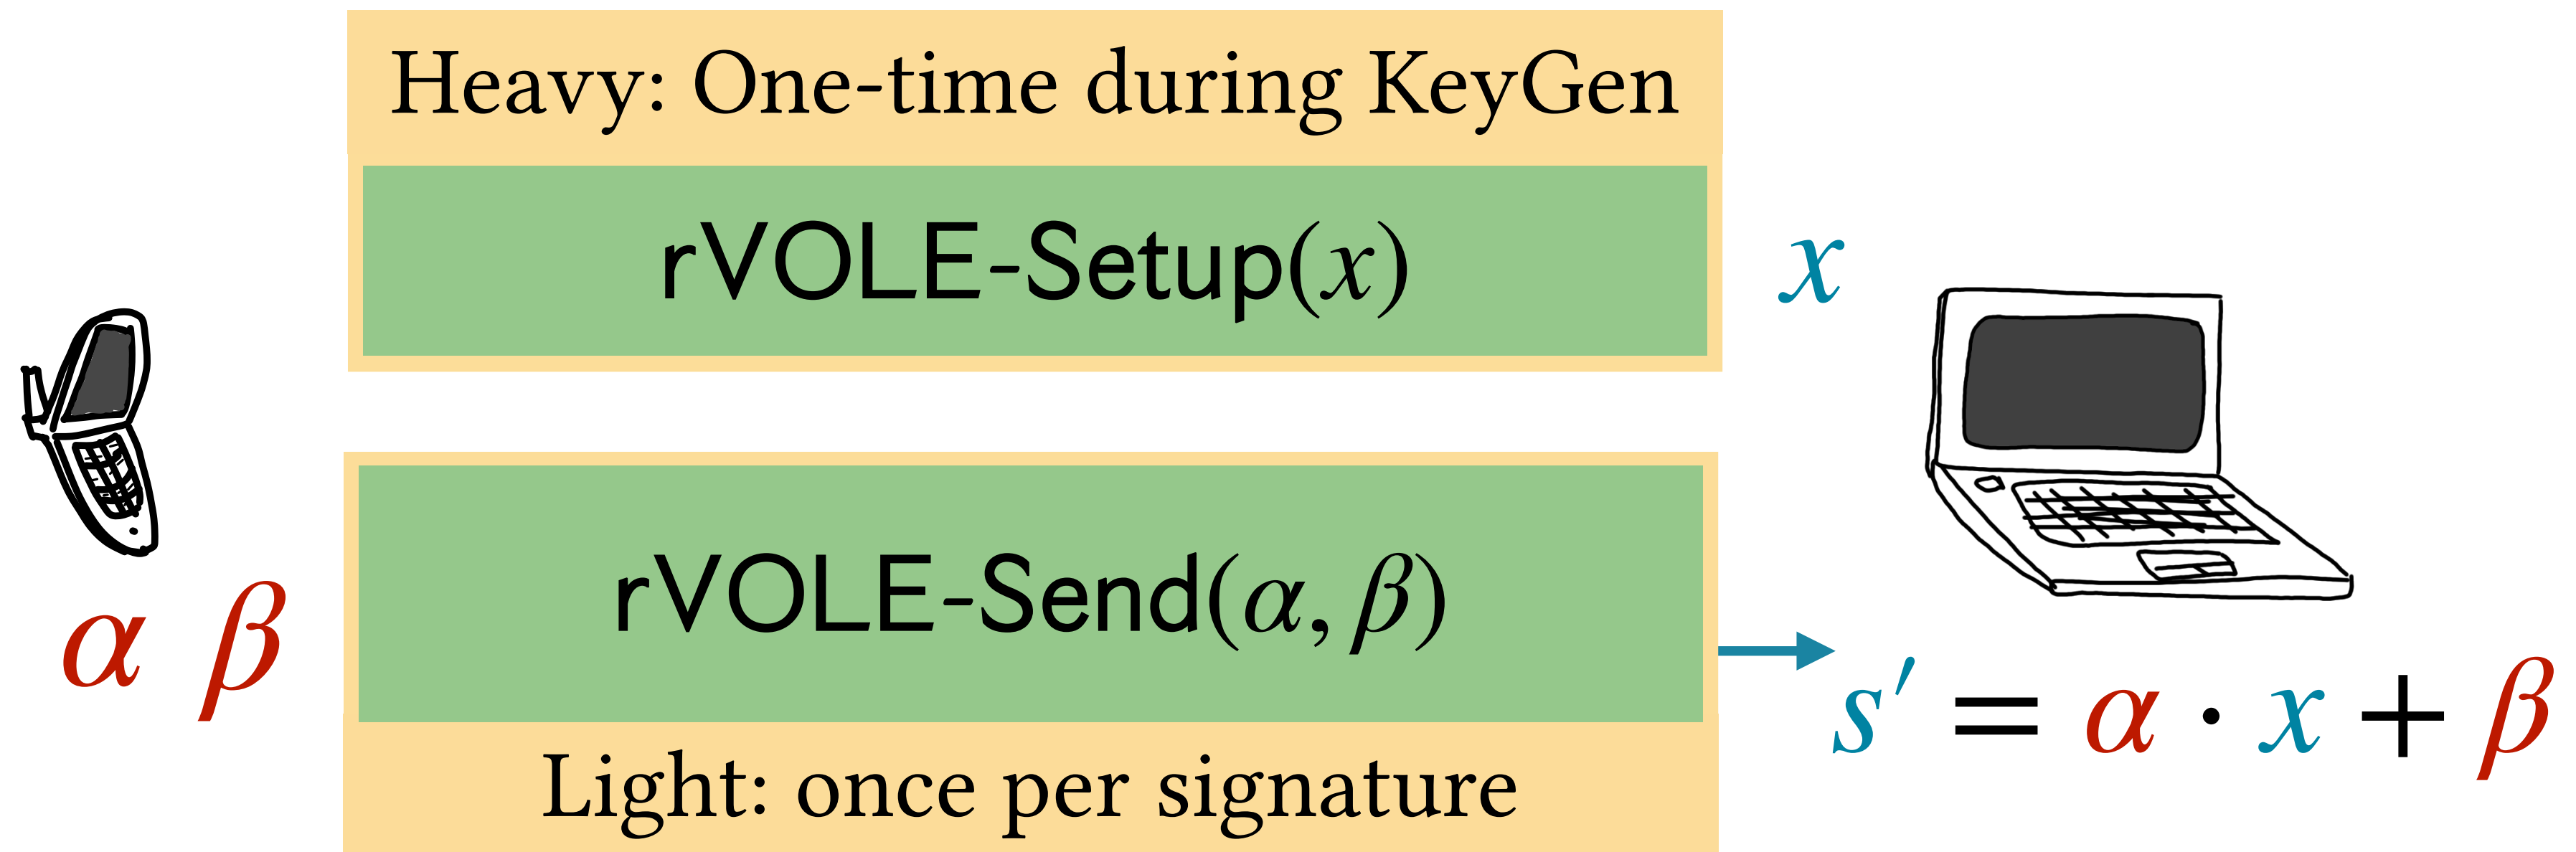 Heavy: One-time during KeyGen
rVOLE-Setup(x)
x
rVOLE-Send(α, β)
α β
s′ = α · x + β
Light: once per signature